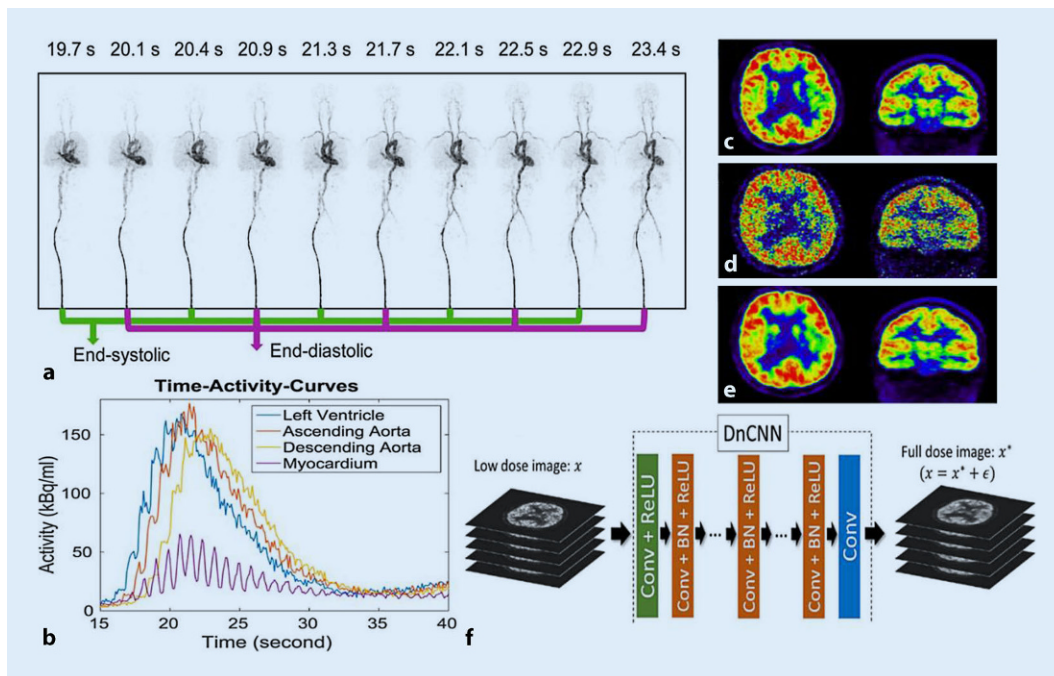 19.7 s 20.1 s 20.4 s 20.9 s 21.3 s 21.7 s 22.1 s 22.5 s 22.9 s 23.4 s
End-systolic
End-diastolic
a
Time-Activity-Curves
Left Ventricle
Ascending Aorta
Descending Aorta
Myocardium
Activity (kBq/ml)
150
100
50
0
15 20 25 30 35 40
Time (second)
b
c
d
e
DnCNN
Low dose image: x
Conv + ReLU
Conv + BN + ReLU
...
Conv + BN + ReLU
...
Conv + BN + ReLU
Conv
Full dose image: x*
(x = x* + ϵ)
f